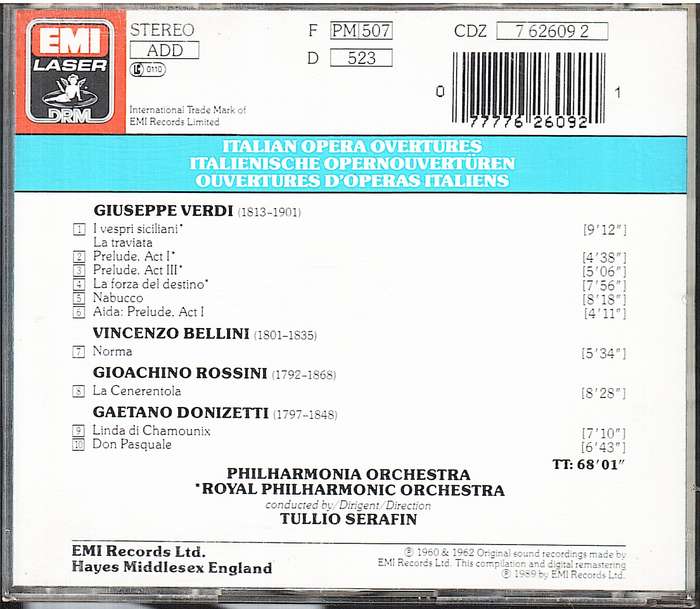 EMI
LASER
DRM
STEREO
ADD
LC 0110
International Trade Mark of
EMI Records Limited
F PM 507
D 523
CDZ 7 62609 2
0 77776 26092 1
ITALIAN OPERA OVERTURES
ITALIENISCHE OPERNOUVERTÜREN
OUVERTURES D'OPERAS ITALIENS
GIUSEPPE VERDI (1813-1901)
1 I vespri siciliani* [9'12"]
La traviata
2 Prelude, Act I* [4'38"]
3 Prelude, Act III* [5'06"]
4 La forza del destino* [7'56"]
5 Nabucco [8'18"]
6 Aida: Prelude, Act I [4'11"]
VINCENZO BELLINI (1801-1835)
7 Norma [5'34"]
GIOACHINO ROSSINI (1792-1868)
8 La Cenerentola [8'28"]
GAETANO DONIZETTI (1797-1848)
9 Linda di Chamounix [7'10"]
10 Don Pasquale [6'43"]
TT: 68'01"
PHILHARMONIA ORCHESTRA
*ROYAL PHILHARMONIC ORCHESTRA
conducted by/Dirigent/Direction
TULLIO SERAFIN
EMI Records Ltd.
Hayes Middlesex England
℗ 1960 & 1962 Original sound recordings made by
EMI Records Ltd. This compilation and digital remastering
℗ 1989 by EMI Records Ltd.